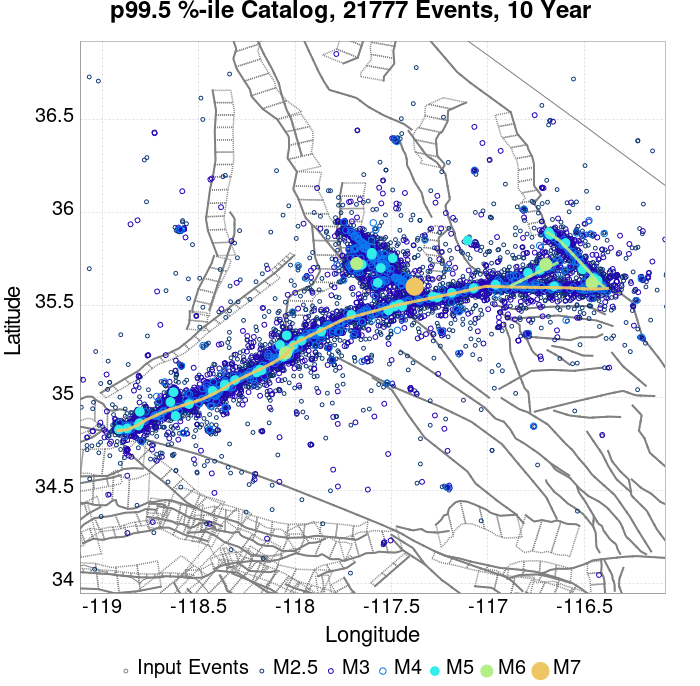 p99.5 %-ile Catalog, 21777 Events, 10 Year
36.5
36
35.5
35
34.5
34
Latitude
-119
-118.5
-118
-117.5
-117
-116.5
Longitude
Input Events
M2.5
M3
M4
M5
M6
M7